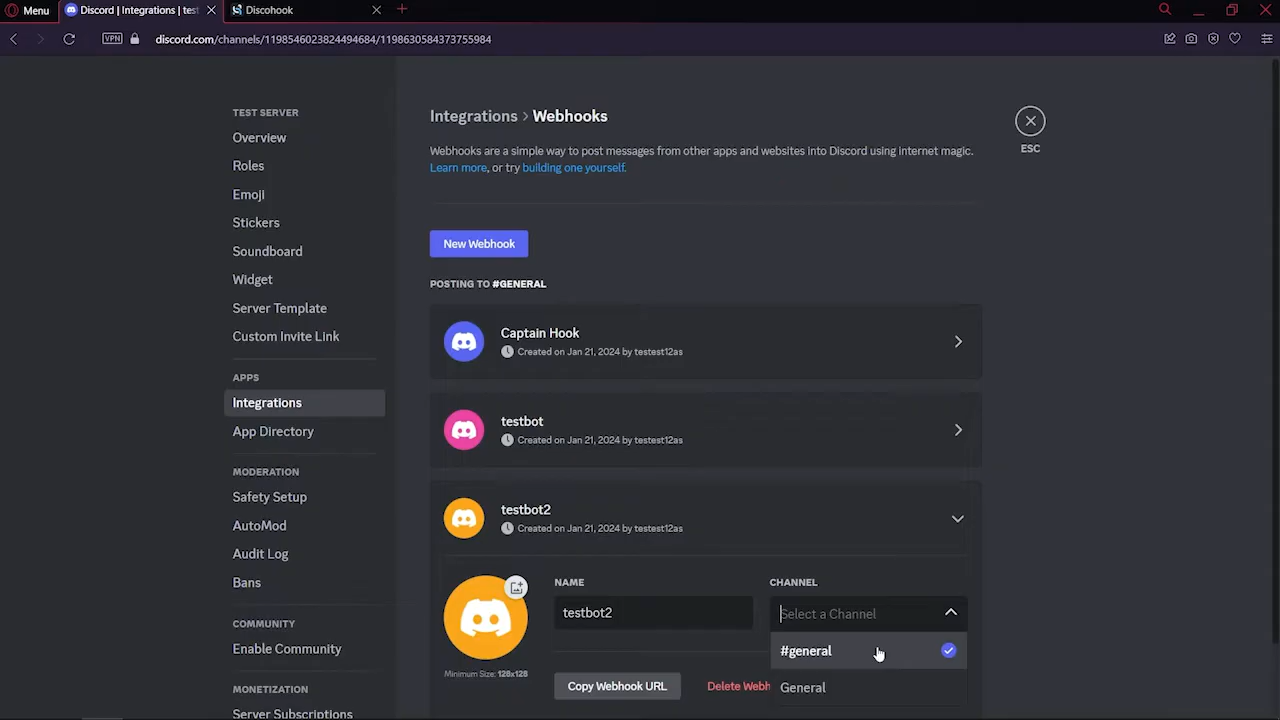 Menu
Discord | Integrations | tes
Discohook
VPN
discord.com/channels/1198546023824494684/1198630584373755984
TEST SERVER
Overview
Roles
Emoji
Stickers
Soundboard
Widget
Server Template
Custom Invite Link
APPS
Integrations
App Directory
MODERATION
Safety Setup
AutoMod
Audit Log
Bans
COMMUNITY
Enable Community
MONETIZATION
Server Subscriptions
Integrations › Webhooks
Webhooks are a simple way to post messages from other apps and websites into Discord using internet magic.
Learn more, or try building one yourself.
ESC
New Webhook
POSTING TO #GENERAL
Captain Hook
Created on Jan 21, 2024 by testest12as
testbot
Created on Jan 21, 2024 by testest12as
testbot2
Created on Jan 21, 2024 by testest12as
Minimum Size: 128x128
NAME
testbot2
CHANNEL
Select a Channel
#general
General
Copy Webhook URL
Delete Webh